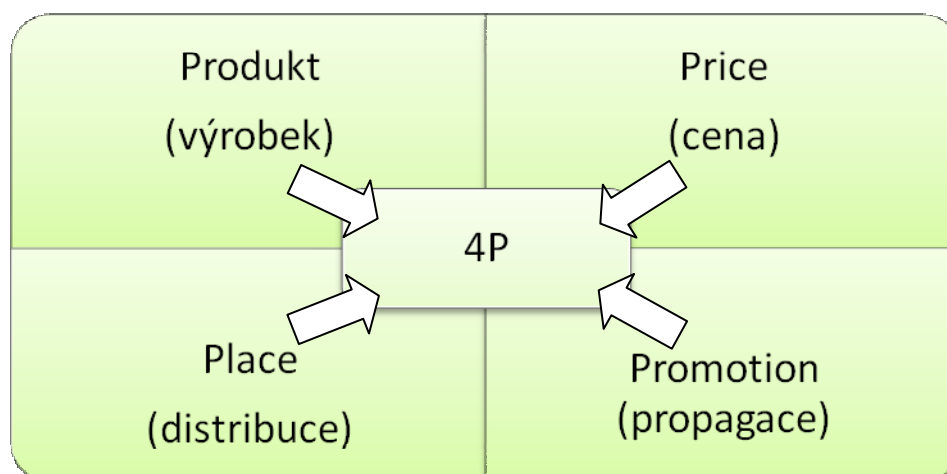 Produkt
(výrobek)
Price
(cena)
4P
Place
(distribuce)
Promotion
(propagace)